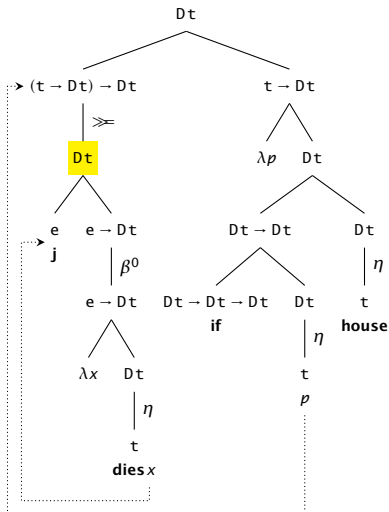 Dt
(t → Dt) → Dt t → Dt
≫=
Dt λp Dt
e e → Dt Dt → Dt Dt
j β⁰ η
e → Dt Dt → Dt → Dt Dt t
if η house
λx Dt t
η p
t
dies x